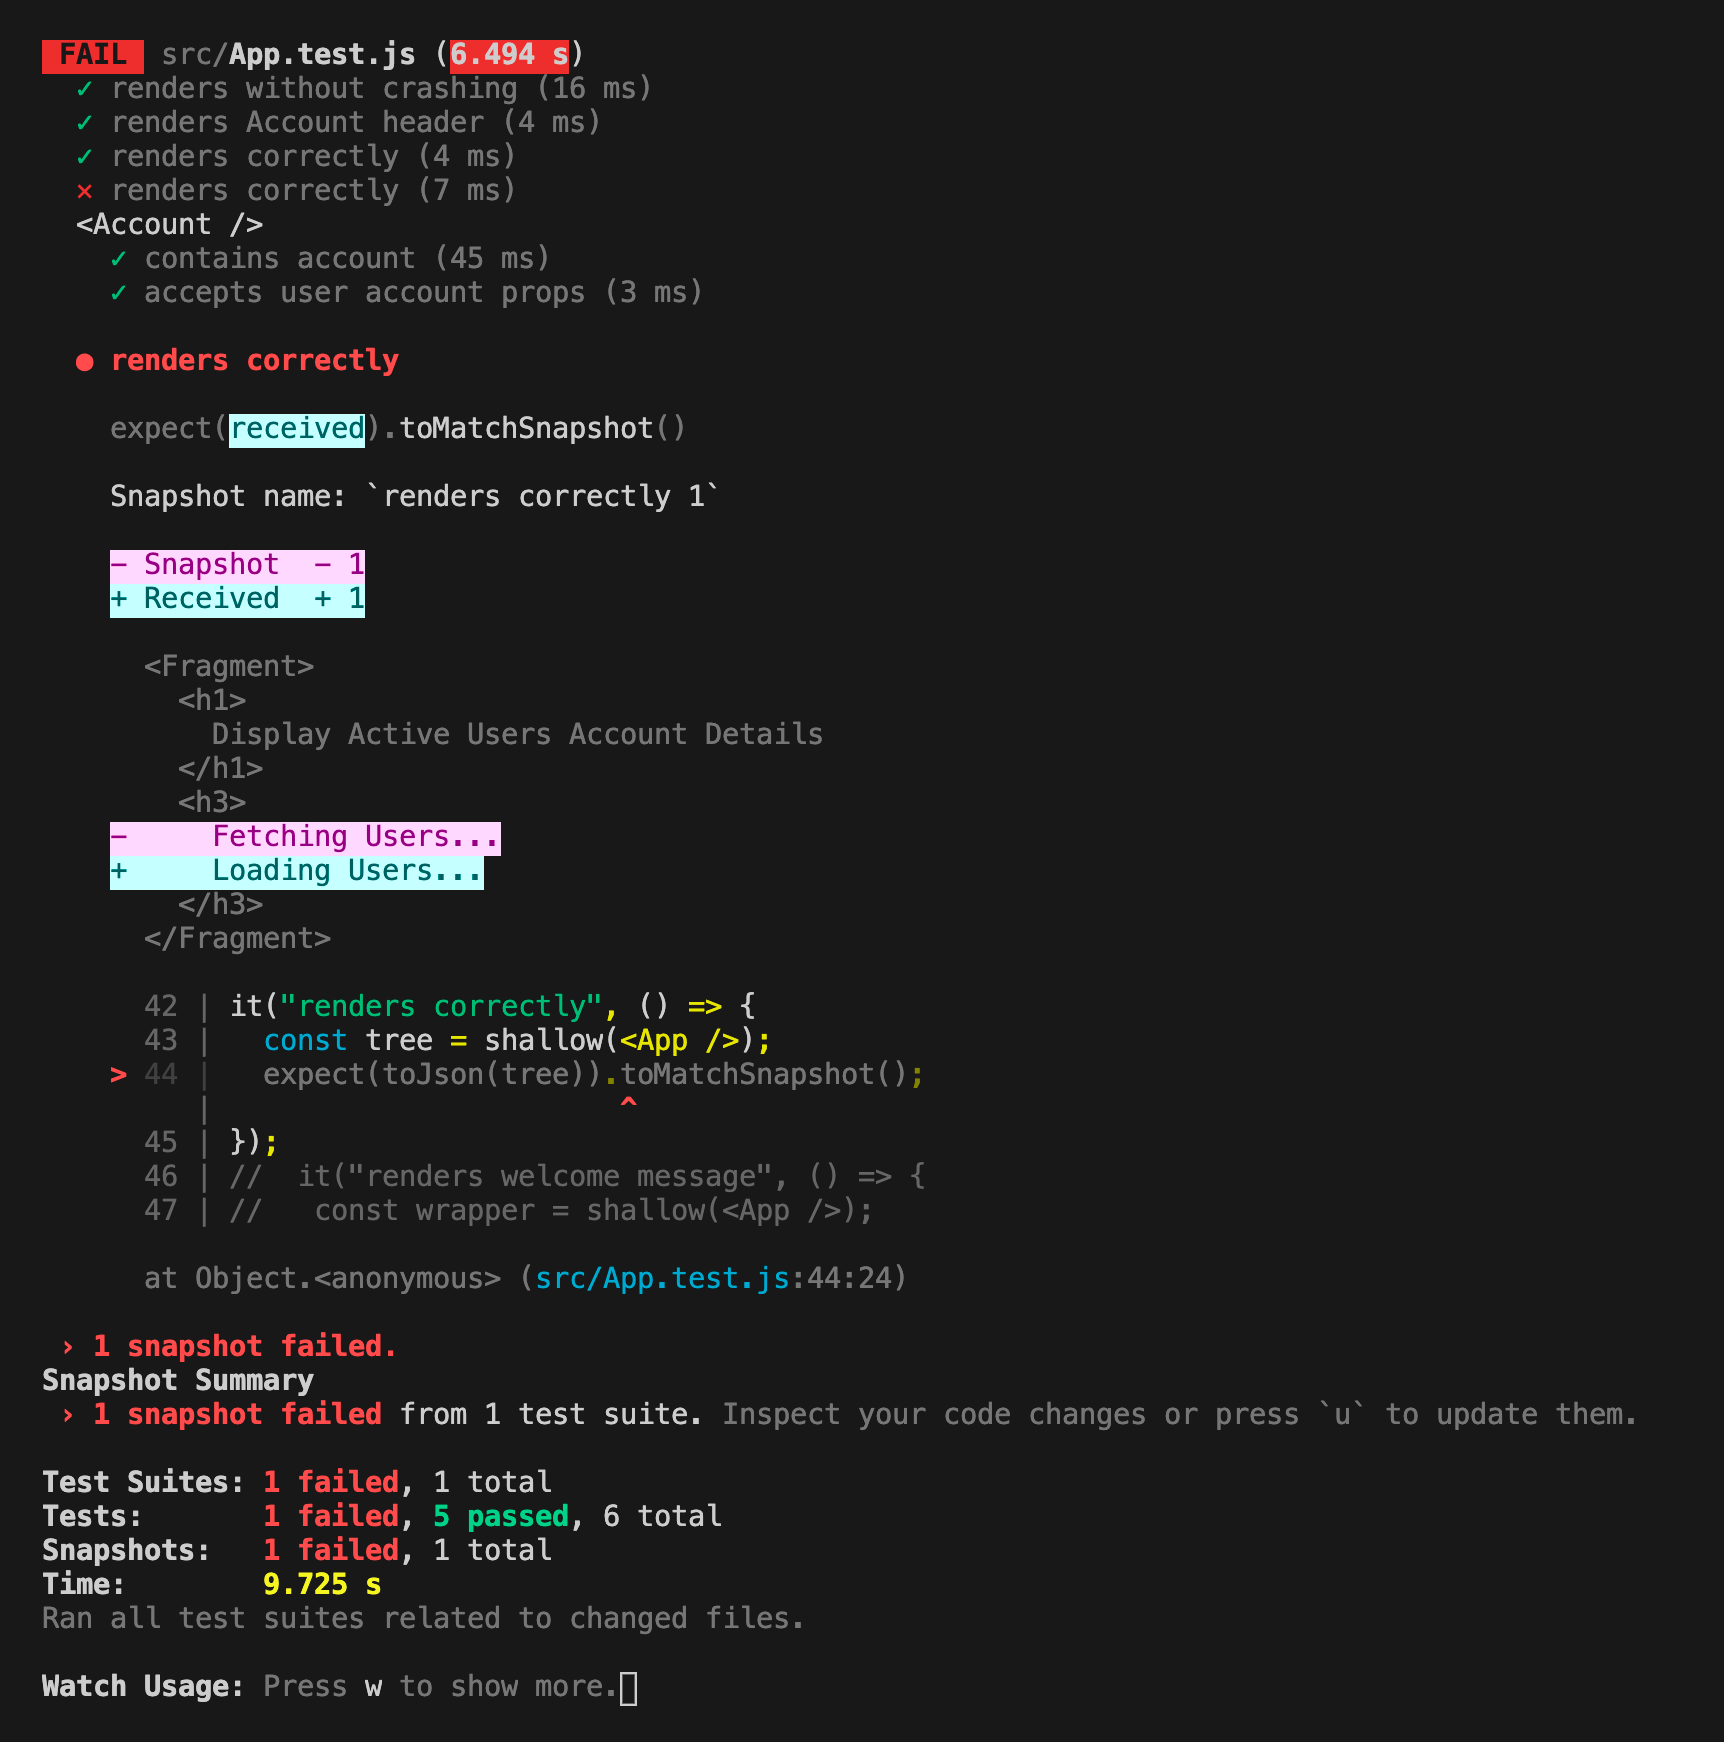 FAIL src/App.test.js (6.494 s)
✓ renders without crashing (16 ms)
✓ renders Account header (4 ms)
✓ renders correctly (4 ms)
✕ renders correctly (7 ms)
<Account />
✓ contains account (45 ms)
✓ accepts user account props (3 ms)
● renders correctly
expect(received).toMatchSnapshot()
Snapshot name: `renders correctly 1`
- Snapshot  - 1
+ Received  + 1
<Fragment>
<h1>
Display Active Users Account Details
</h1>
<h3>
-     Fetching Users...
+     Loading Users...
</h3>
</Fragment>
42 | it("renders correctly", () => {
43 |   const tree = shallow(<App />);
> 44 |   expect(toJson(tree)).toMatchSnapshot();
|                        ^
45 | });
46 | //  it("renders welcome message", () => {
47 | //   const wrapper = shallow(<App />);
at Object.<anonymous> (src/App.test.js:44:24)
› 1 snapshot failed.
Snapshot Summary
› 1 snapshot failed from 1 test suite. Inspect your code changes or press `u` to update them.
Test Suites: 1 failed, 1 total
Tests:       1 failed, 5 passed, 6 total
Snapshots:   1 failed, 1 total
Time:        9.725 s
Ran all test suites related to changed files.
Watch Usage: Press w to show more.